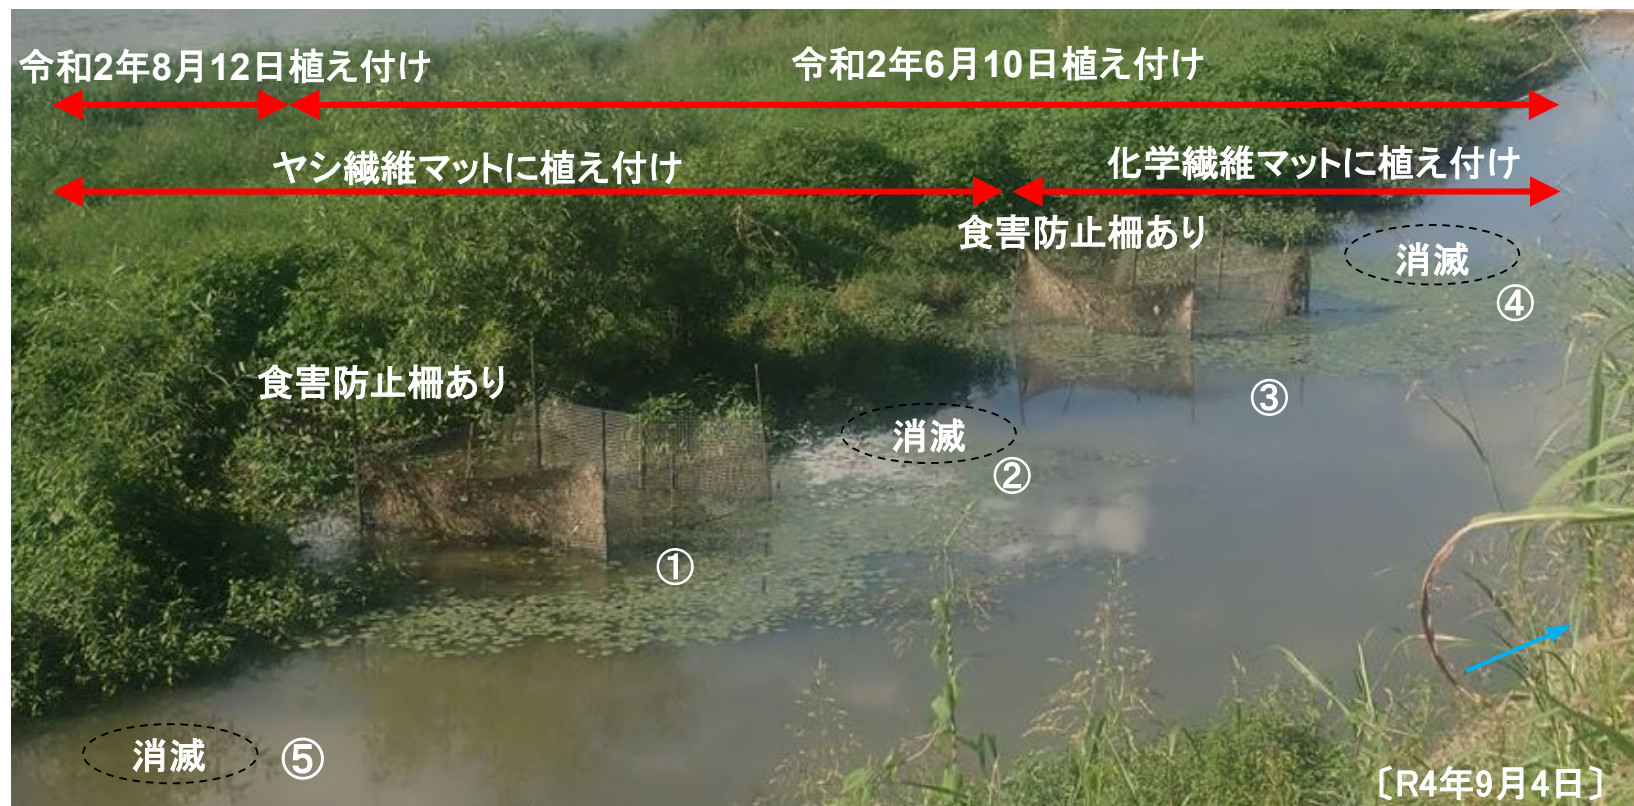 令和2年8月12日植え付け
令和2年6月10日植え付け
ヤシ繊維マットに植え付け
化学繊維マットに植え付け
食害防止柵あり
消滅
④
食害防止柵あり
③
消滅
②
①
消滅
⑤
〔R4年9月4日〕